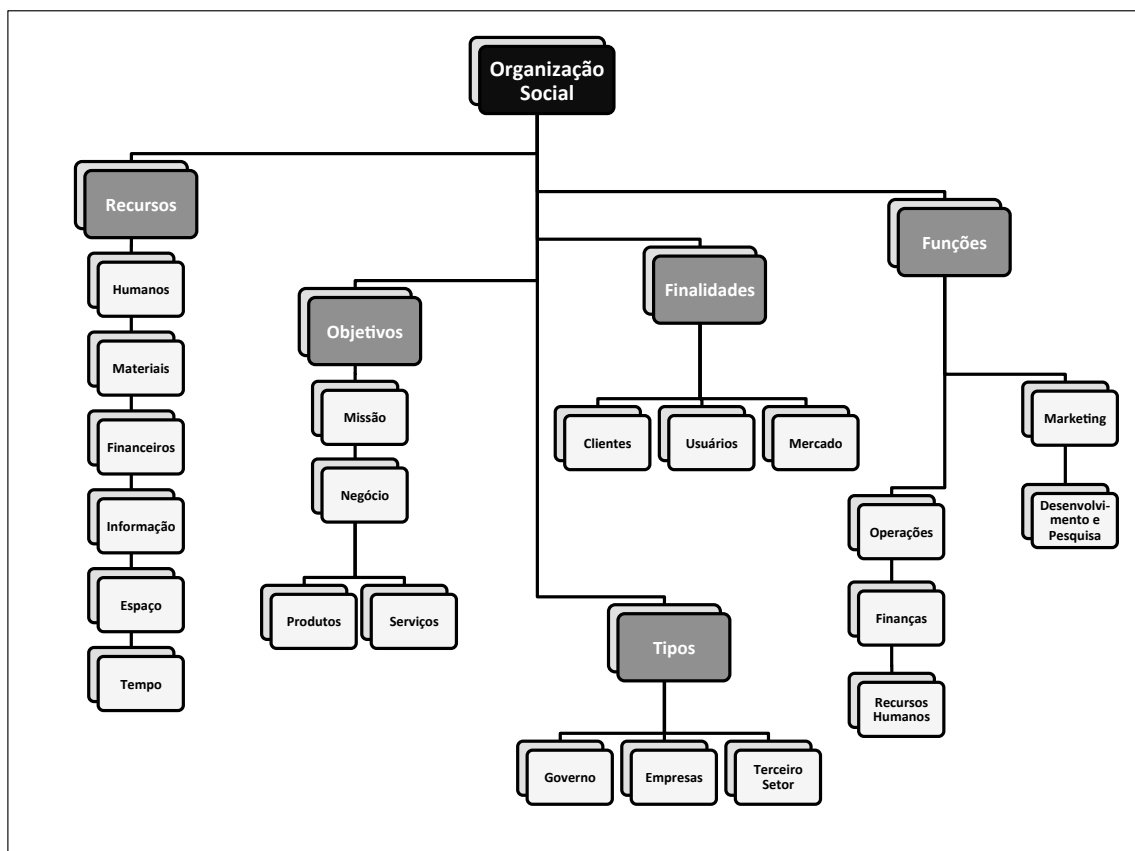 Organização
Social
Recursos
Humanos
Materiais
Financeiros
Informação
Espaço
Tempo
Objetivos
Missão
Negócio
Produtos
Serviços
Finalidades
Clientes
Usuários
Mercado
Tipos
Governo
Empresas
Terceiro
Setor
Funções
Operações
Finanças
Recursos
Humanos
Marketing
Desenvolvi-
mento e
Pesquisa